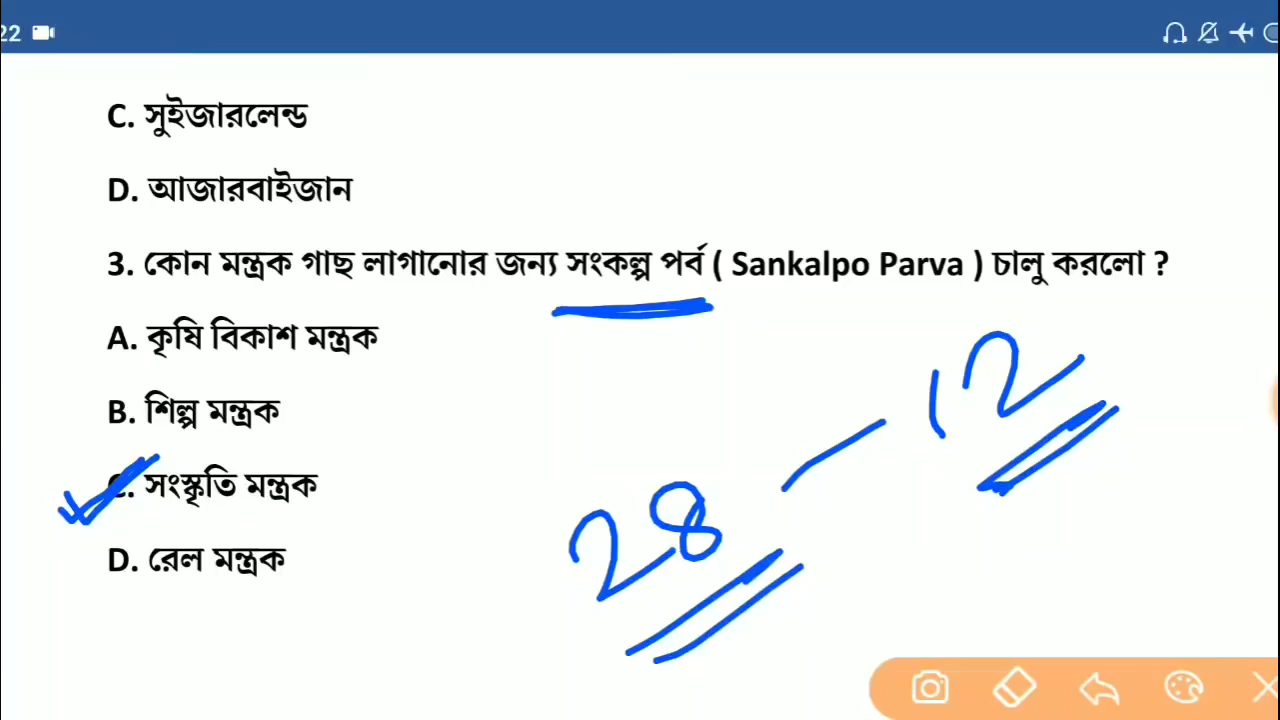 22
C. সুইজারলেন্ড
D. আজারবাইজান
3. কোন মন্ত্রক গাছ লাগানোর জন্য সংকল্প পর্ব ( Sankalpo Parva ) চালু করলো ?
A. কৃষি বিকাশ মন্ত্রক
B. শিল্প মন্ত্রক
C. সংস্কৃতি মন্ত্রক
D. রেল মন্ত্রক
28 - 12